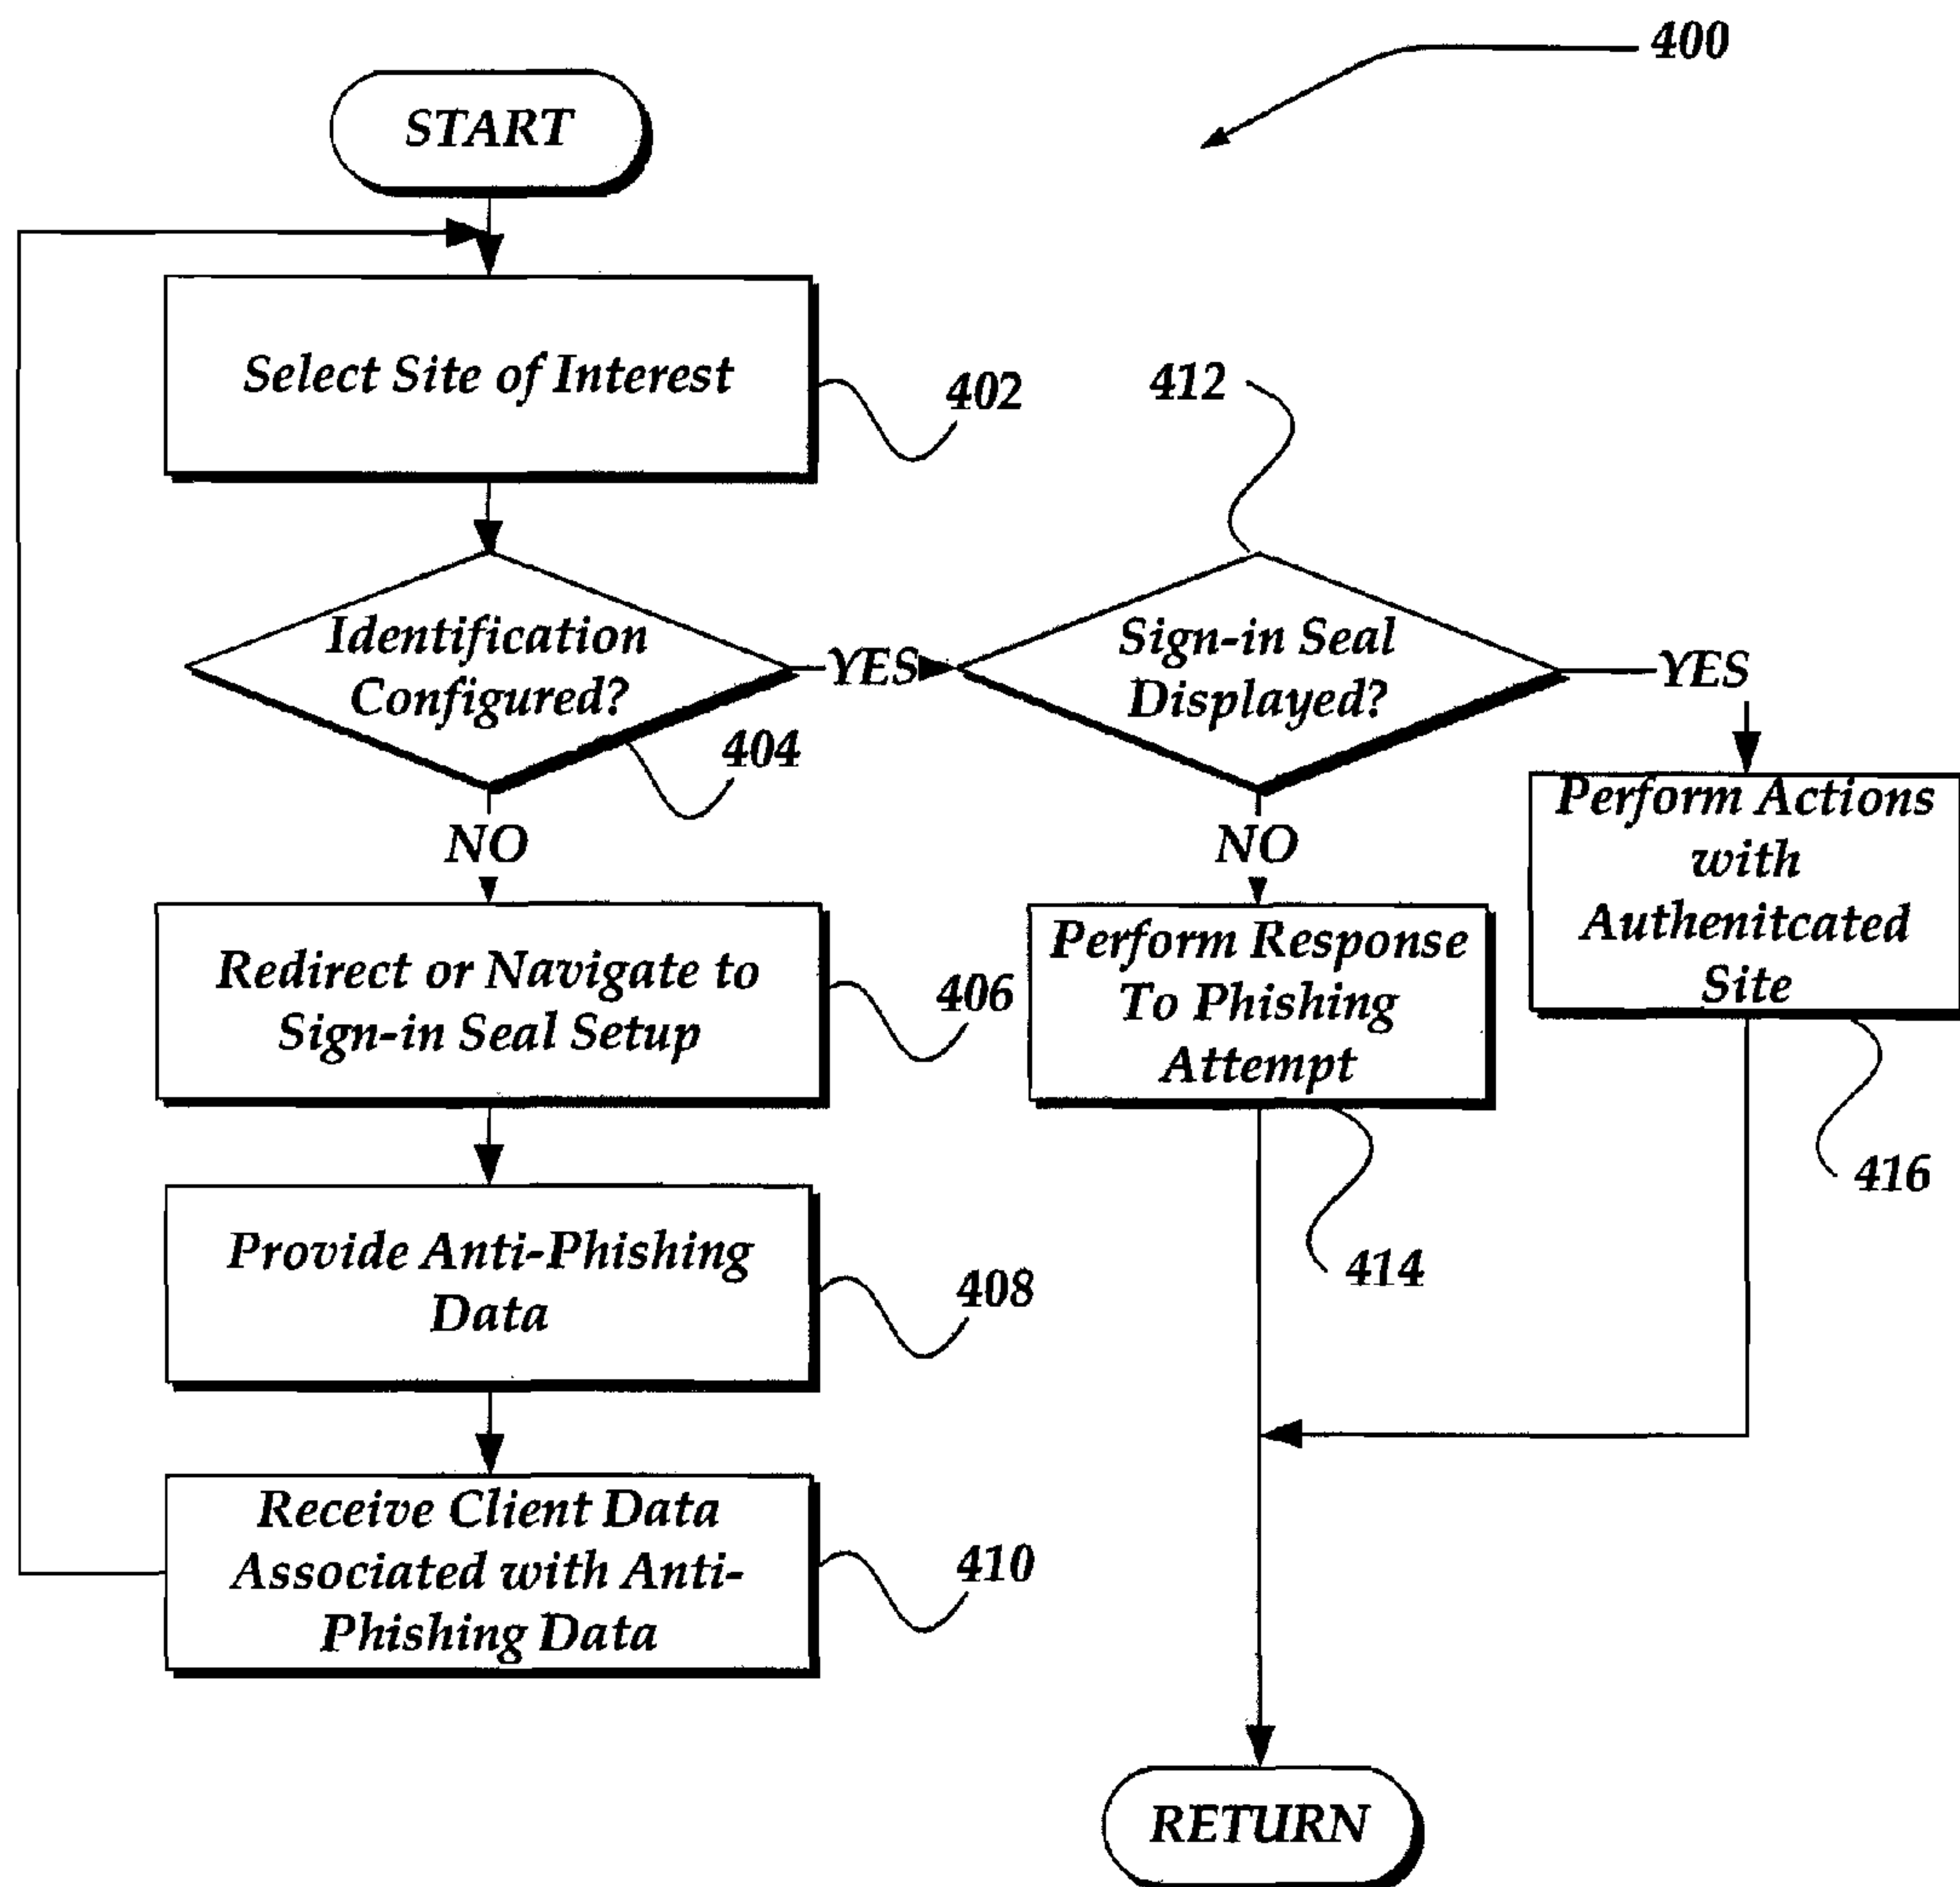 400
START
Select Site of Interest
402
412
Identification
Configured?
YES
404
Sign-in Seal
Displayed?
YES
NO
NO
Perform Actions
with
Authenitcated
Site
416
Redirect or Navigate to
Sign-in Seal Setup
406
Perform Response
To Phishing
Attempt
414
Provide Anti-Phishing
Data
408
Receive Client Data
Associated with Anti-
Phishing Data
410
RETURN